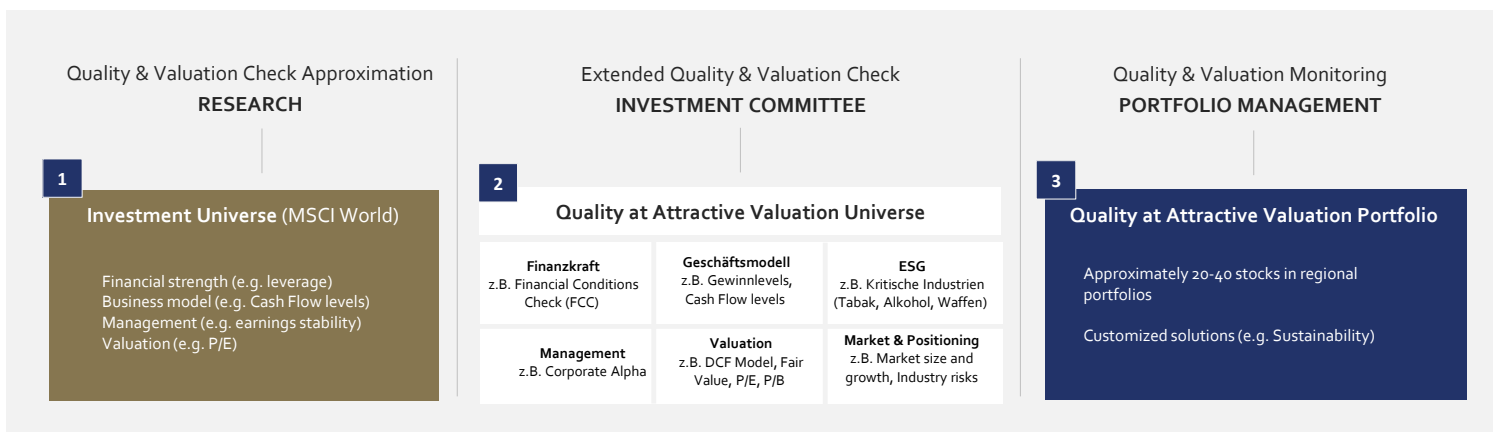 Quality & Valuation Check Approximation
RESEARCH
1
Investment Universe (MSCI World)
Financial strength (e.g. leverage)
Business model (e.g. Cash Flow levels)
Management (e.g. earnings stability)
Valuation (e.g. P/E)
Extended Quality & Valuation Check
INVESTMENT COMMITTEE
2
Quality at Attractive Valuation Universe
Finanzkraft
z.B. Financial Conditions
Check (FCC)
Geschäftsmodell
z.B. Gewinnlevels,
Cash Flow levels
ESG
z.B. Kritische Industrien
(Tabak, Alkohol, Waffen)
Management
z.B. Corporate Alpha
Valuation
z.B. DCF Model, Fair
Value, P/E, P/B
Market & Positioning
z.B. Market size and
growth, Industry risks
Quality & Valuation Monitoring
PORTFOLIO MANAGEMENT
3
Quality at Attractive Valuation Portfolio
Approximately 20-40 stocks in regional
portfolios
Customized solutions (e.g. Sustainability)